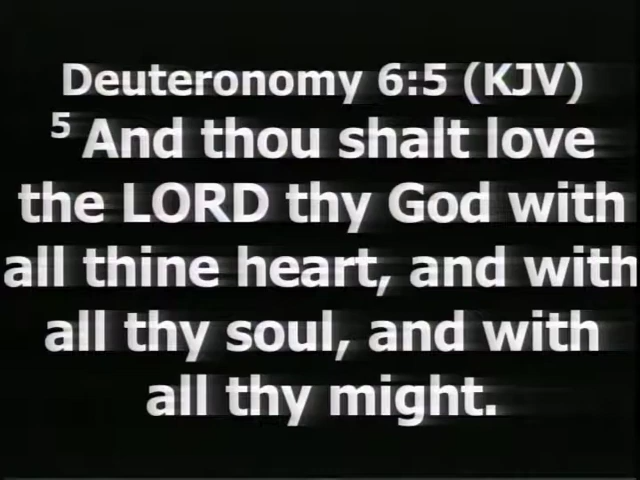 Deuteronomy 6:5 (KJV)
5 And thou shalt love
the LORD thy God with
all thine heart, and with
all thy soul, and with
all thy might.